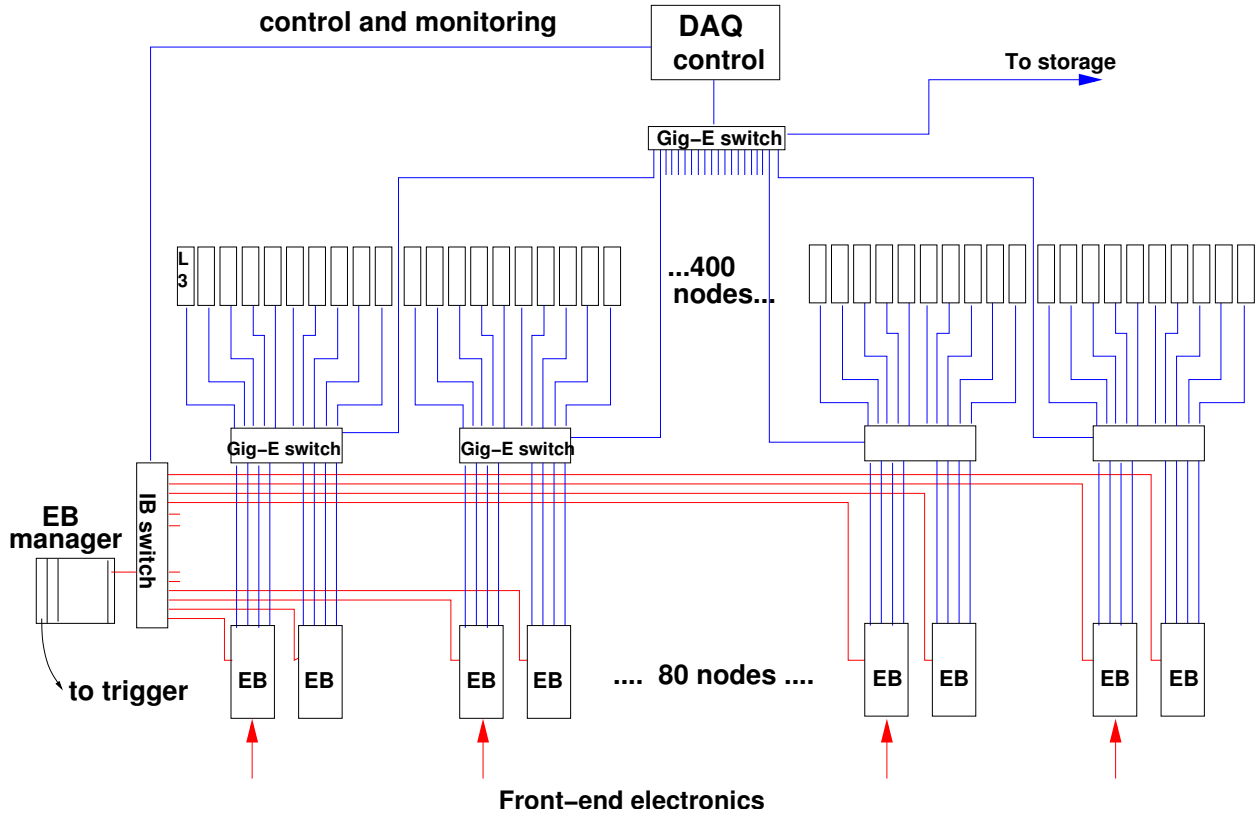 control and monitoring
DAQ
control
To storage
Gig-E switch
L
3
...400
nodes...
Gig-E switch
Gig-E switch
IB switch
EB
manager
to trigger
EB
EB
EB
EB
.... 80 nodes ....
EB
EB
EB
EB
Front-end electronics